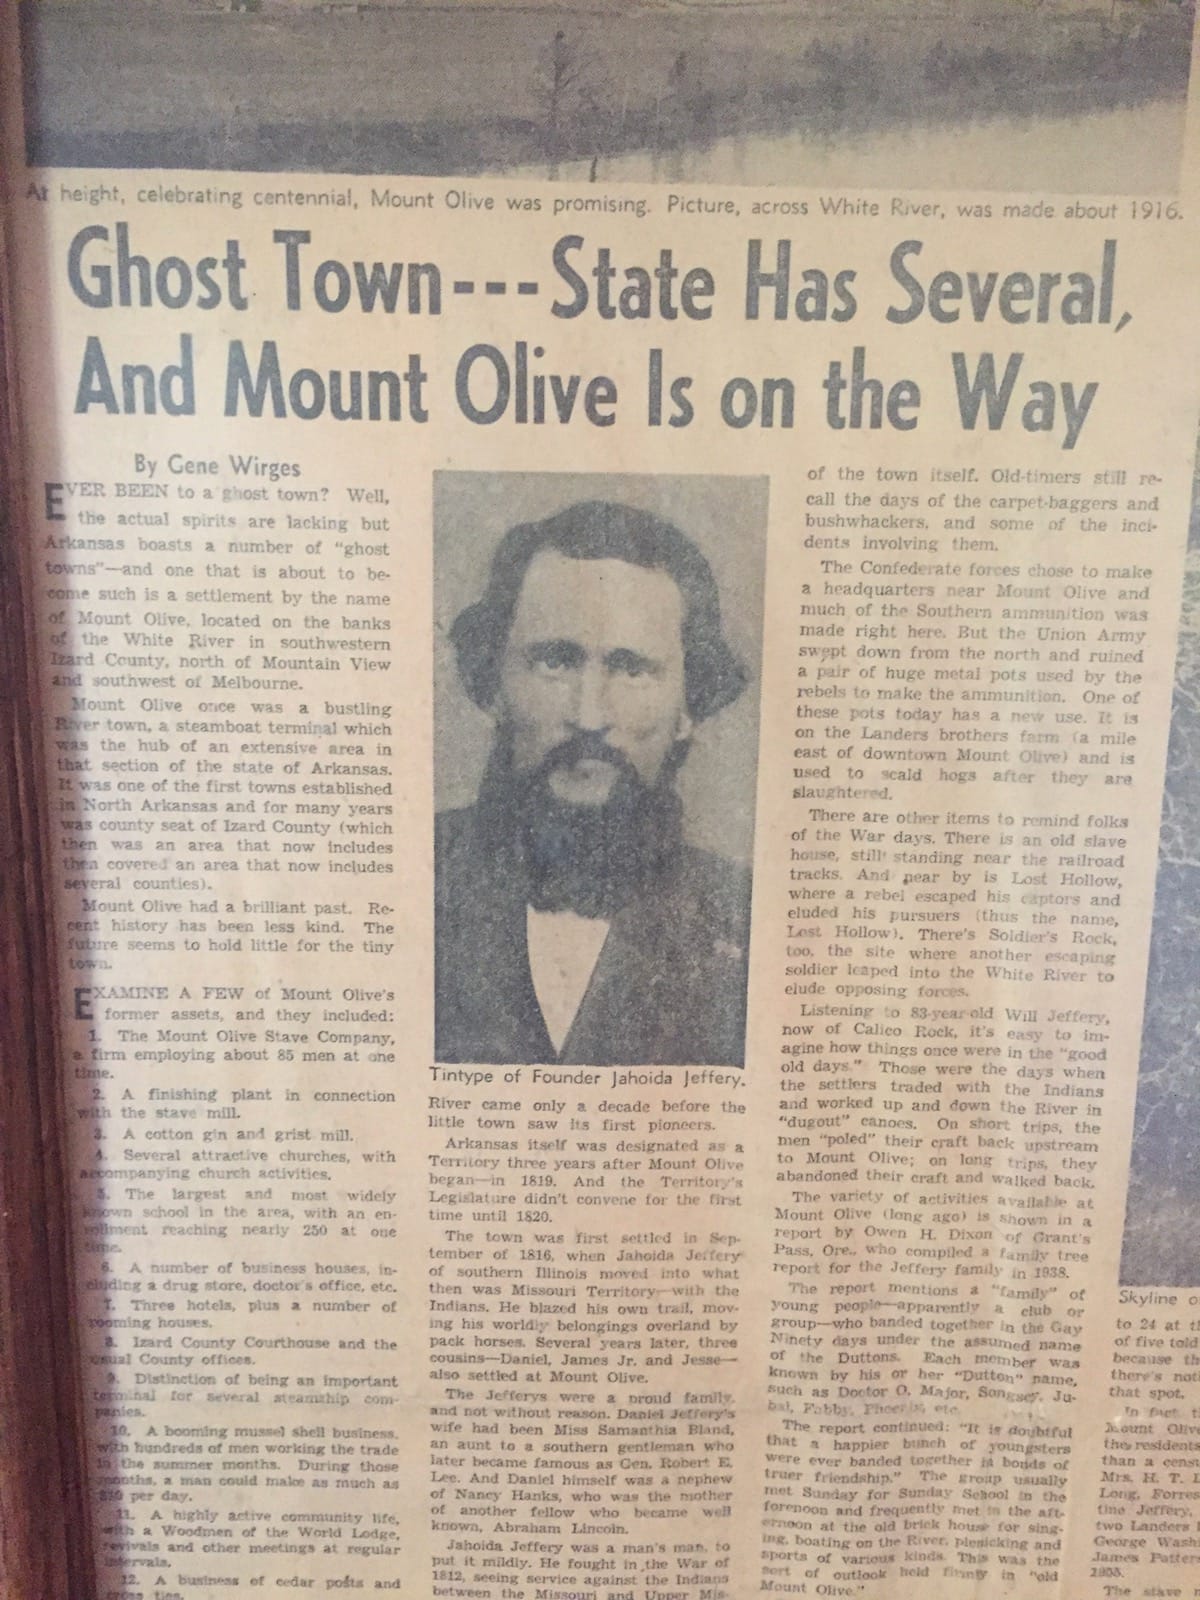 At height, celebrating centennial, Mount Olive was promising. Picture, across White River, was made about 1916.
Ghost Town---State Has Several,
And Mount Olive Is on the Way
By Gene Wirges
EVER BEEN to a ghost town? Well,
the actual spirits are lacking but
Arkansas boasts a number of "ghost
towns"—and one that is about to be-
come such is a settlement by the name
of Mount Olive, located on the banks
of the White River in southwestern
Izard County, north of Mountain View
and southwest of Melbourne.
Mount Olive once was a bustling
River town, a steamboat terminal which
was the hub of an extensive area in
that section of the state of Arkansas.
It was one of the first towns established
in North Arkansas and for many years
was county seat of Izard County (which
then was an area that now includes
then covered an area that now includes
several counties).
Mount Olive had a brilliant past. Re-
cent history has been less kind. The
future seems to hold little for the tiny
town.
EXAMINE A FEW of Mount Olive's
former assets, and they included:
1. The Mount Olive Stave Company,
a firm employing about 85 men at one
time.
2. A finishing plant in connection
with the stave mill.
3. A cotton gin and grist mill.
4. Several attractive churches, with
accompanying church activities.
5. The largest and most widely
known school in the area, with an en-
rollment reaching nearly 250 at one
time.
6. A number of business houses, in-
cluding a drug store, doctor's office, etc.
7. Three hotels, plus a number of
rooming houses.
8. Izard County Courthouse and the
usual County offices.
9. Distinction of being an important
terminal for several steamship com-
panies.
10. A booming mussel shell business,
with hundreds of men working the trade
in the summer months. During those
months, a man could make as much as
per day.
11. A highly active community life,
with a Woodmen of the World Lodge,
revivals and other meetings at regular
intervals.
12. A business of cedar posts and
cross ties.
Tintype of Founder Jahoida Jeffery.
River came only a decade before the
little town saw its first pioneers.
Arkansas itself was designated as a
Territory three years after Mount Olive
began—in 1819. And the Territory's
Legislature didn't convene for the first
time until 1820.
The town was first settled in Sep-
tember of 1816, when Jahoida Jeffery
of southern Illinois moved into what
then was Missouri Territory—with the
Indians. He blazed his own trail, mov-
ing his worldly belongings overland by
pack horses. Several years later, three
cousins—Daniel, James Jr. and Jesse—
also settled at Mount Olive.
The Jefferys were a proud family,
and not without reason. Daniel Jeffery's
wife had been Miss Samanthia Bland,
an aunt to a southern gentleman who
later became famous as Gen. Robert E.
Lee. And Daniel himself was a nephew
of Nancy Hanks, who was the mother
of another fellow who became well
known, Abraham Lincoln.
Jahoida Jeffery was a man's man, to
put it mildly. He fought in the War of
1812, seeing service against the Indians
between the Missouri and Upper Mis-
of the town itself. Old-timers still re-
call the days of the carpet-baggers and
bushwhackers, and some of the inci-
dents involving them.
The Confederate forces chose to make
a headquarters near Mount Olive and
much of the Southern ammunition was
made right here. But the Union Army
swept down from the north and ruined
a pair of huge metal pots used by the
rebels to make the ammunition. One of
these pots today has a new use. It is
on the Landers brothers farm (a mile
east of downtown Mount Olive) and is
used to scald hogs after they are
slaughtered.
There are other items to remind folks
of the War days. There is an old slave
house, still standing near the railroad
tracks. And near by is Lost Hollow,
where a rebel escaped his captors and
eluded his pursuers (thus the name,
Lost Hollow). There's Soldier's Rock,
too, the site where another escaping
soldier leaped into the White River to
elude opposing forces.
Listening to 83-year-old Will Jeffery,
now of Calico Rock, it's easy to im-
agine how things once were in the "good
old days." Those were the days when
the settlers traded with the Indians
and worked up and down the River in
"dugout" canoes. On short trips, the
men "poled" their craft back upstream
to Mount Olive; on long trips, they
abandoned their craft and walked back.
The variety of activities available at
Mount Olive (long ago) is shown in a
report by Owen H. Dixon of Grant's
Pass, Ore., who compiled a family tree
report for the Jeffery family in 1938.
The report mentions a "family" of
young people—apparently a club or
group—who banded together in the Gay
Ninety days under the assumed name
of the Duttons. Each member was
known by his or her "Dutton" name,
such as Doctor O. Major, Ju-
bal, etc.
The report continued: "It is doubtful
that a happier bunch of youngsters
were ever banded together in bonds of
truer friendship." The group usually
met Sunday for Sunday School in the
forenoon and frequently met in the aft-
ernoon at the old brick house for sing-
ing, boating on the River, picnicking and
sports of various kinds. This was the
sort of outlook held firmly in "old
Mount Olive."
Skyline o
to 24 at t
of five told
because th
there's not
that spot.
In fact, t
Mount Olive
the residents
than a cens
Mrs. H. T. L
Long, Forres
tine Jeffery,
two Landers
George Wash
James Patter
1955.
The stave m